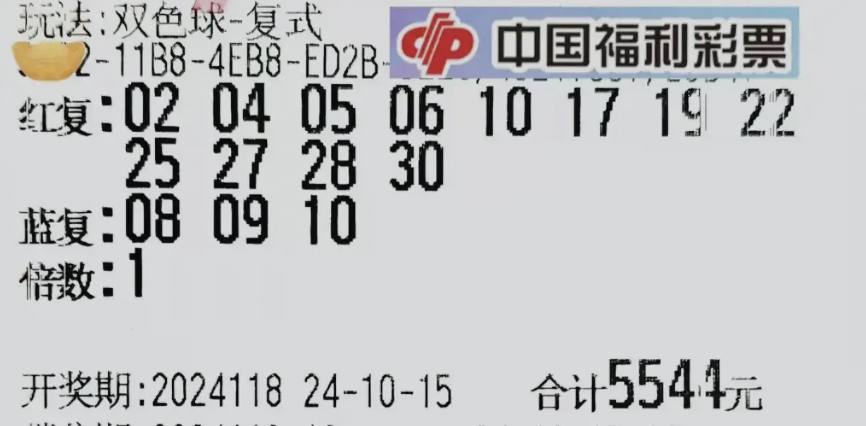 玩法:双色球-复式
中国福利彩票
2-11B8-4EB8-ED2B-
红复:02 04 05 06 10 17 19 22
25 27 28 30
蓝复:08 09 10
倍数:1
开奖期:2024118 24-10-15 合计5544元